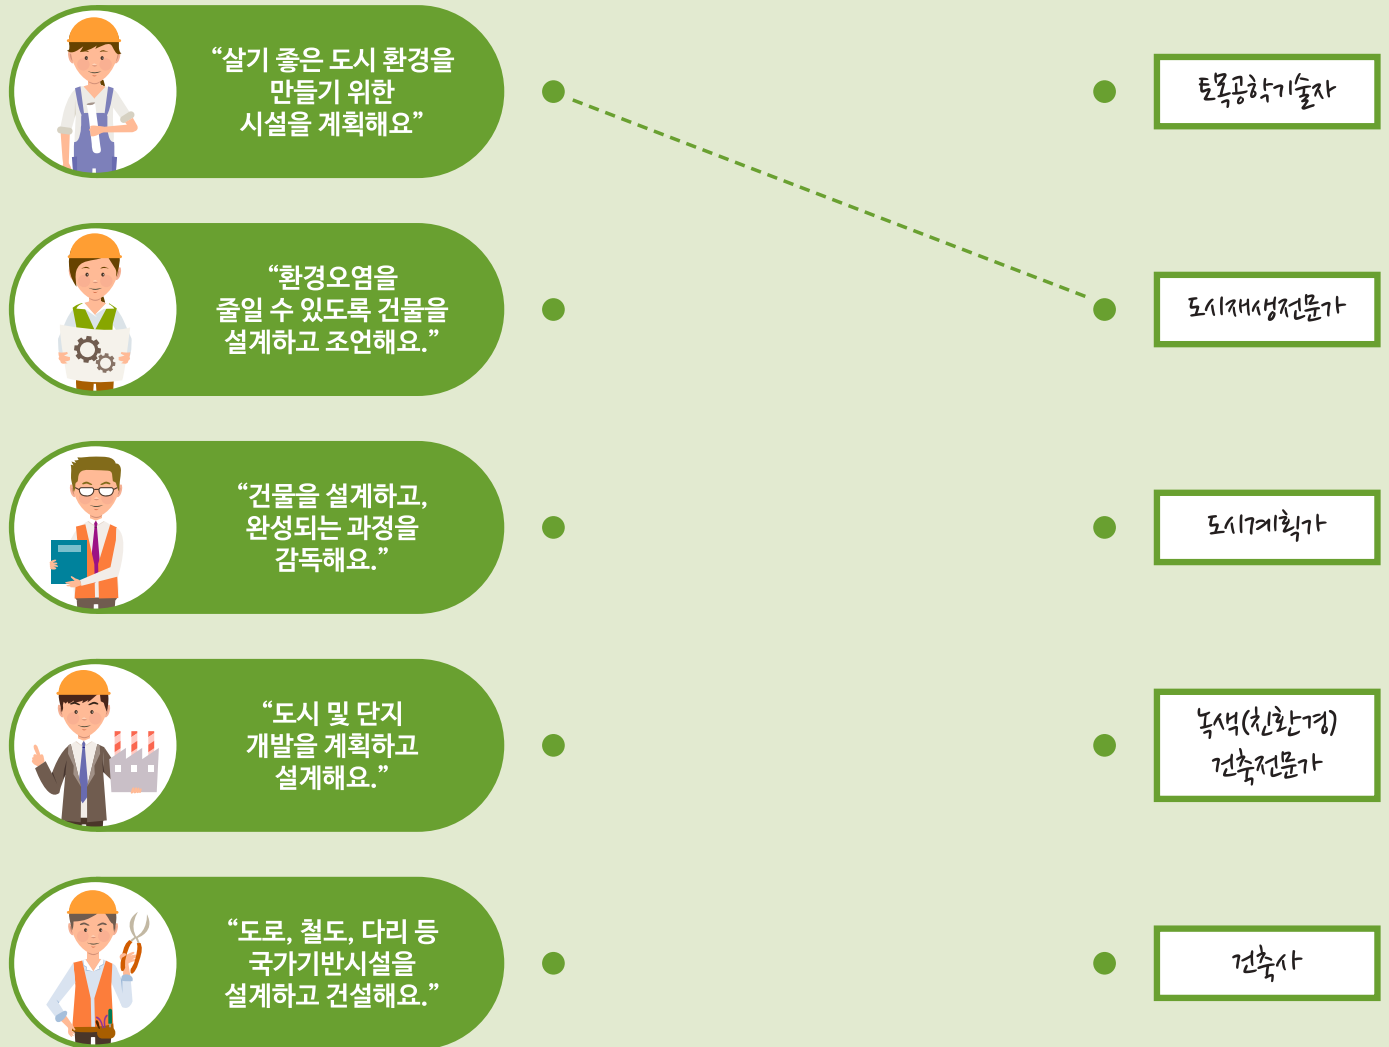 “살기 좋은 도시 환경을
만들기 위한
시설을 계획해요”
토목공학기술자
“환경오염을
줄일 수 있도록 건물을
설계하고 조언해요.”
도시재생전문가
“건물을 설계하고,
완성되는 과정을
감독해요.”
도시계획가
“도시 및 단지
개발을 계획하고
설계해요.”
녹색(친환경)
건축전문가
“도로, 철도, 다리 등
국가기반시설을
설계하고 건설해요.”
건축사